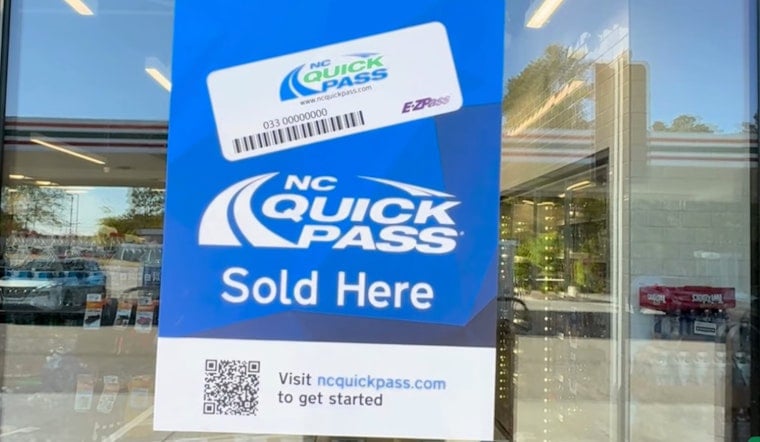 NC
QUICK
PASS
www.ncquickpass.com
E-ZPass
033 00000000
NC
QUICK
PASS
Sold Here
Visit ncquickpass.com
to get started